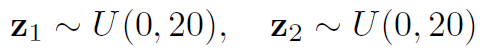 z₁ ∼ U(0, 20), z₂ ∼ U(0, 20)